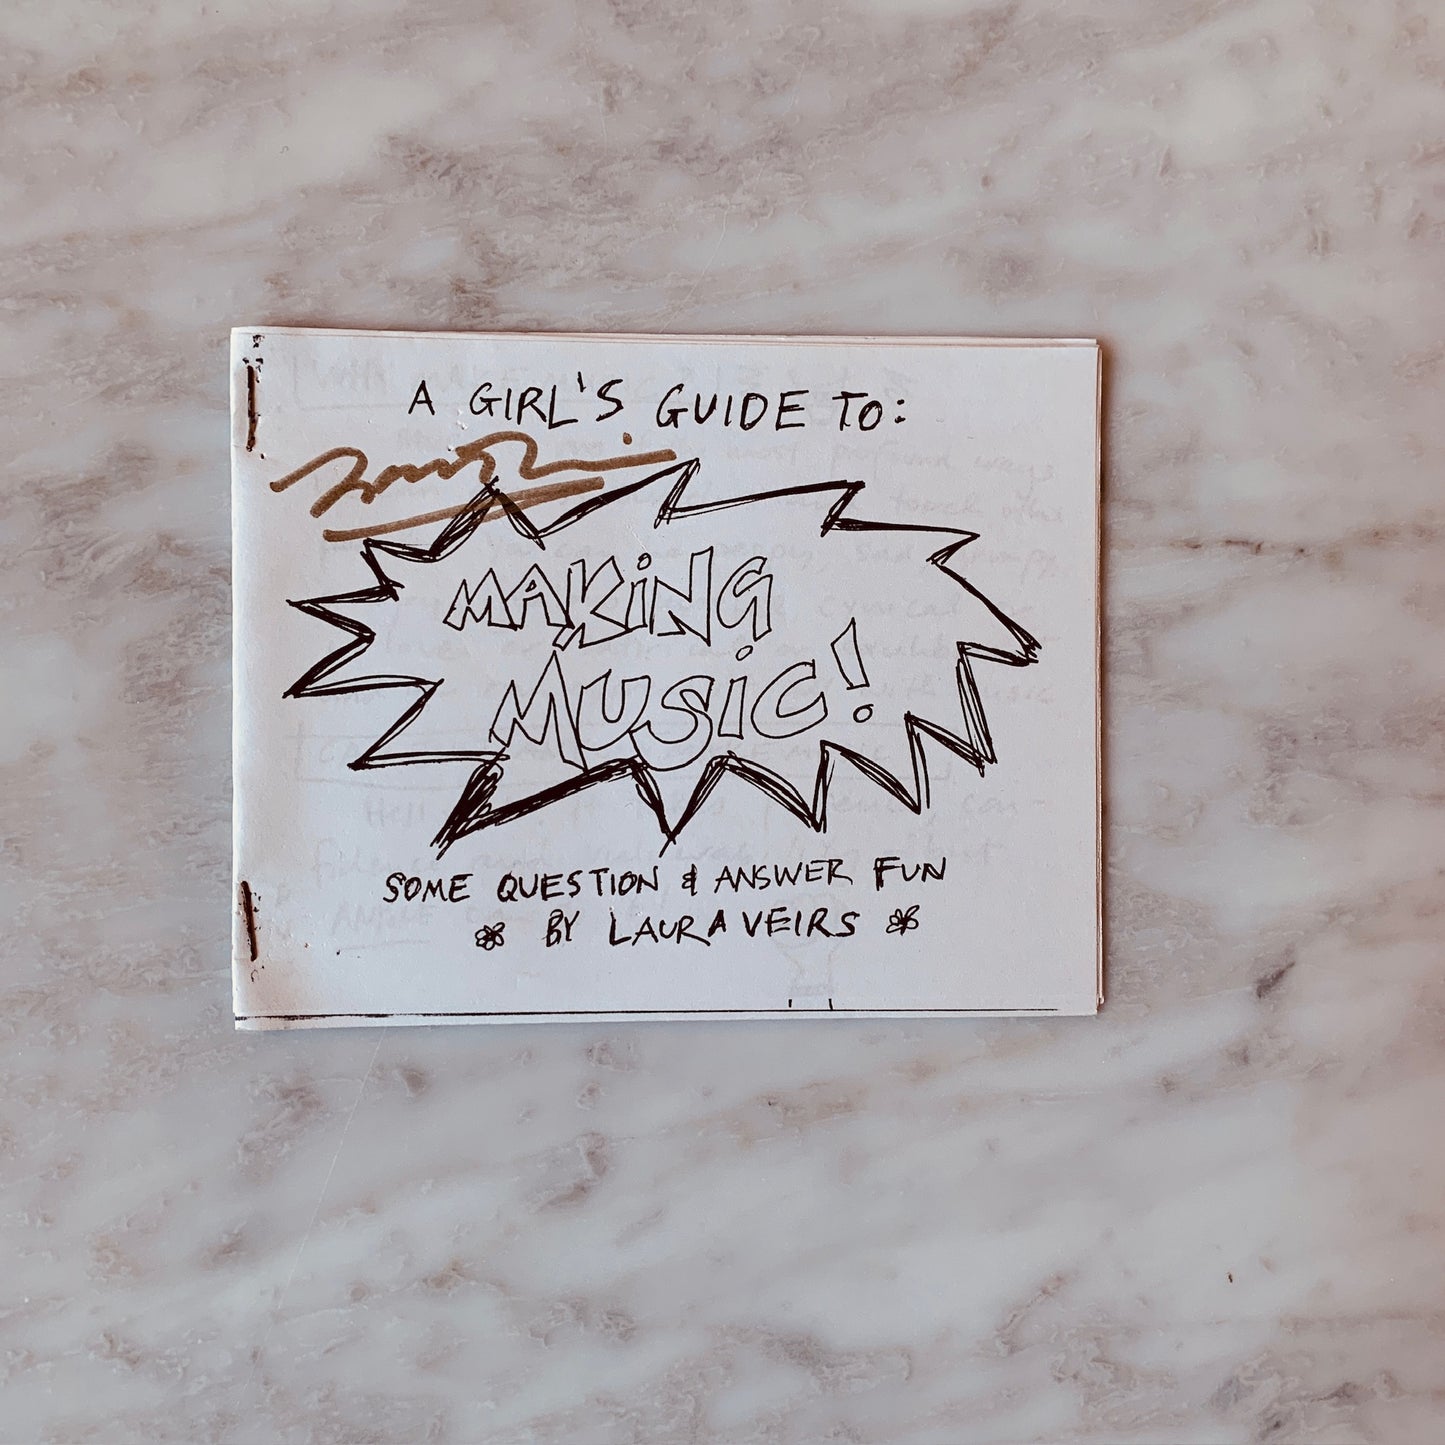 A GIRL'S GUIDE TO:
MAKING
MUSIC!
SOME QUESTION & ANSWER FUN
BY LAURA VEIRS